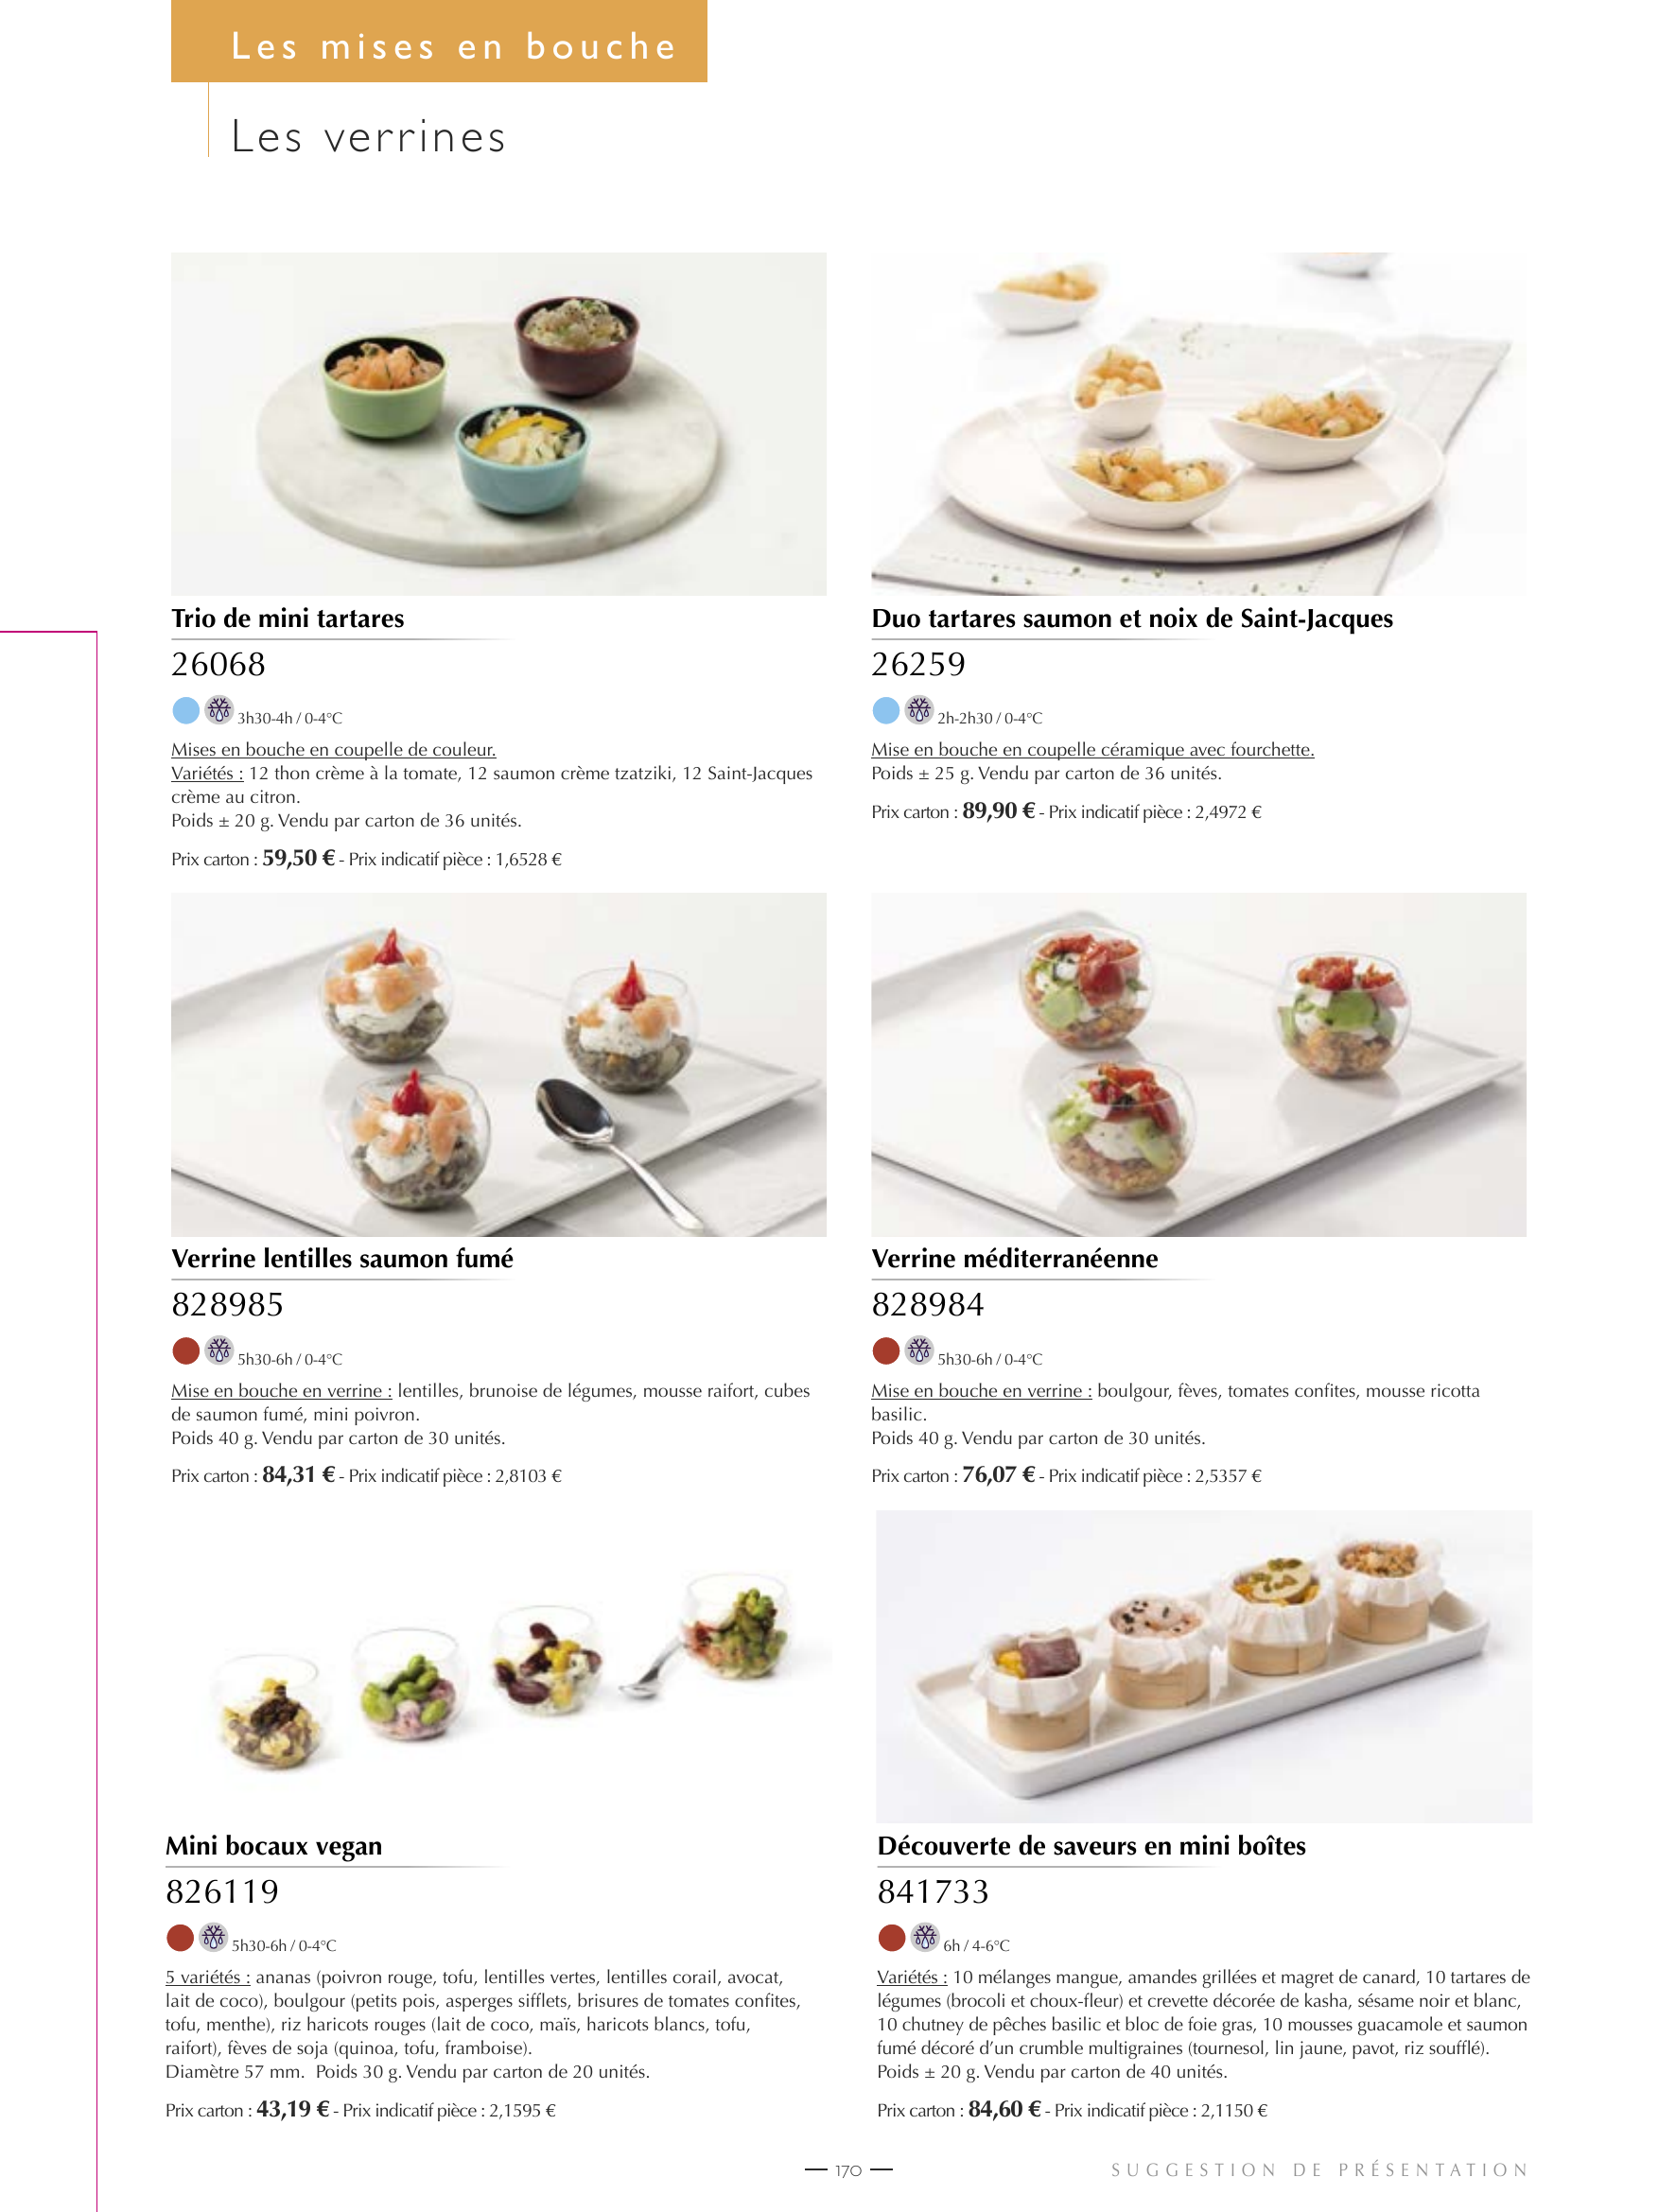 Les mises en bouche
Les verrines
Trio de mini tartares
26068
3h30-4h / 0-4°C
Mises en bouche en coupelle de couleur.
Variétés : 12 thon crème à la tomate, 12 saumon crème tzatziki, 12 Saint-Jacques
crème au citron.
Poids ± 20 g. Vendu par carton de 36 unités.
Prix carton : 59,50 € - Prix indicatif pièce : 1,6528 €
Duo tartares saumon et noix de Saint-Jacques
26259
2h-2h30 / 0-4°C
Mise en bouche en coupelle céramique avec fourchette.
Poids ± 25 g. Vendu par carton de 36 unités.
Prix carton : 89,90 € - Prix indicatif pièce : 2,4972 €
Verrine lentilles saumon fumé
828985
5h30-6h / 0-4°C
Mise en bouche en verrine : lentilles, brunoise de légumes, mousse raifort, cubes
de saumon fumé, mini poivron.
Poids 40 g. Vendu par carton de 30 unités.
Prix carton : 84,31 € - Prix indicatif pièce : 2,8103 €
Verrine méditerranéenne
828984
5h30-6h / 0-4°C
Mise en bouche en verrine : boulgour, fèves, tomates confites, mousse ricotta
basilic.
Poids 40 g. Vendu par carton de 30 unités.
Prix carton : 76,07 € - Prix indicatif pièce : 2,5357 €
Mini bocaux vegan
826119
5h30-6h / 0-4°C
5 variétés : ananas (poivron rouge, tofu, lentilles vertes, lentilles corail, avocat,
lait de coco), boulgour (petits pois, asperges sifflets, brisures de tomates confites,
tofu, menthe), riz haricots rouges (lait de coco, maïs, haricots blancs, tofu,
raifort), fèves de soja (quinoa, tofu, framboise).
Diamètre 57 mm. Poids 30 g. Vendu par carton de 20 unités.
Prix carton : 43,19 € - Prix indicatif pièce : 2,1595 €
Découverte de saveurs en mini boîtes
841733
6h / 4-6°C
Variétés : 10 mélanges mangue, amandes grillées et magret de canard, 10 tartares de
légumes (brocoli et choux-fleur) et crevette décorée de kasha, sésame noir et blanc,
10 chutney de pêches basilic et bloc de foie gras, 10 mousses guacamole et saumon
fumé décoré d'un crumble multigraines (tournesol, lin jaune, pavot, riz soufflé).
Poids ± 20 g. Vendu par carton de 40 unités.
Prix carton : 84,60 € - Prix indicatif pièce : 2,1150 €
170
SUGGESTION DE PRÉSENTATION